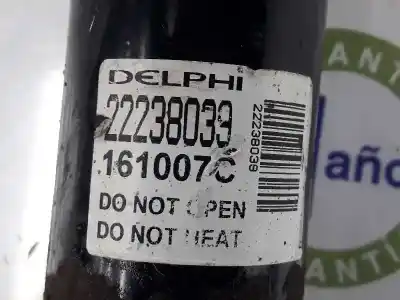 DELPHI
22238039
161007C
DO NOT OPEN
DO NOT HEAT
22238039
año